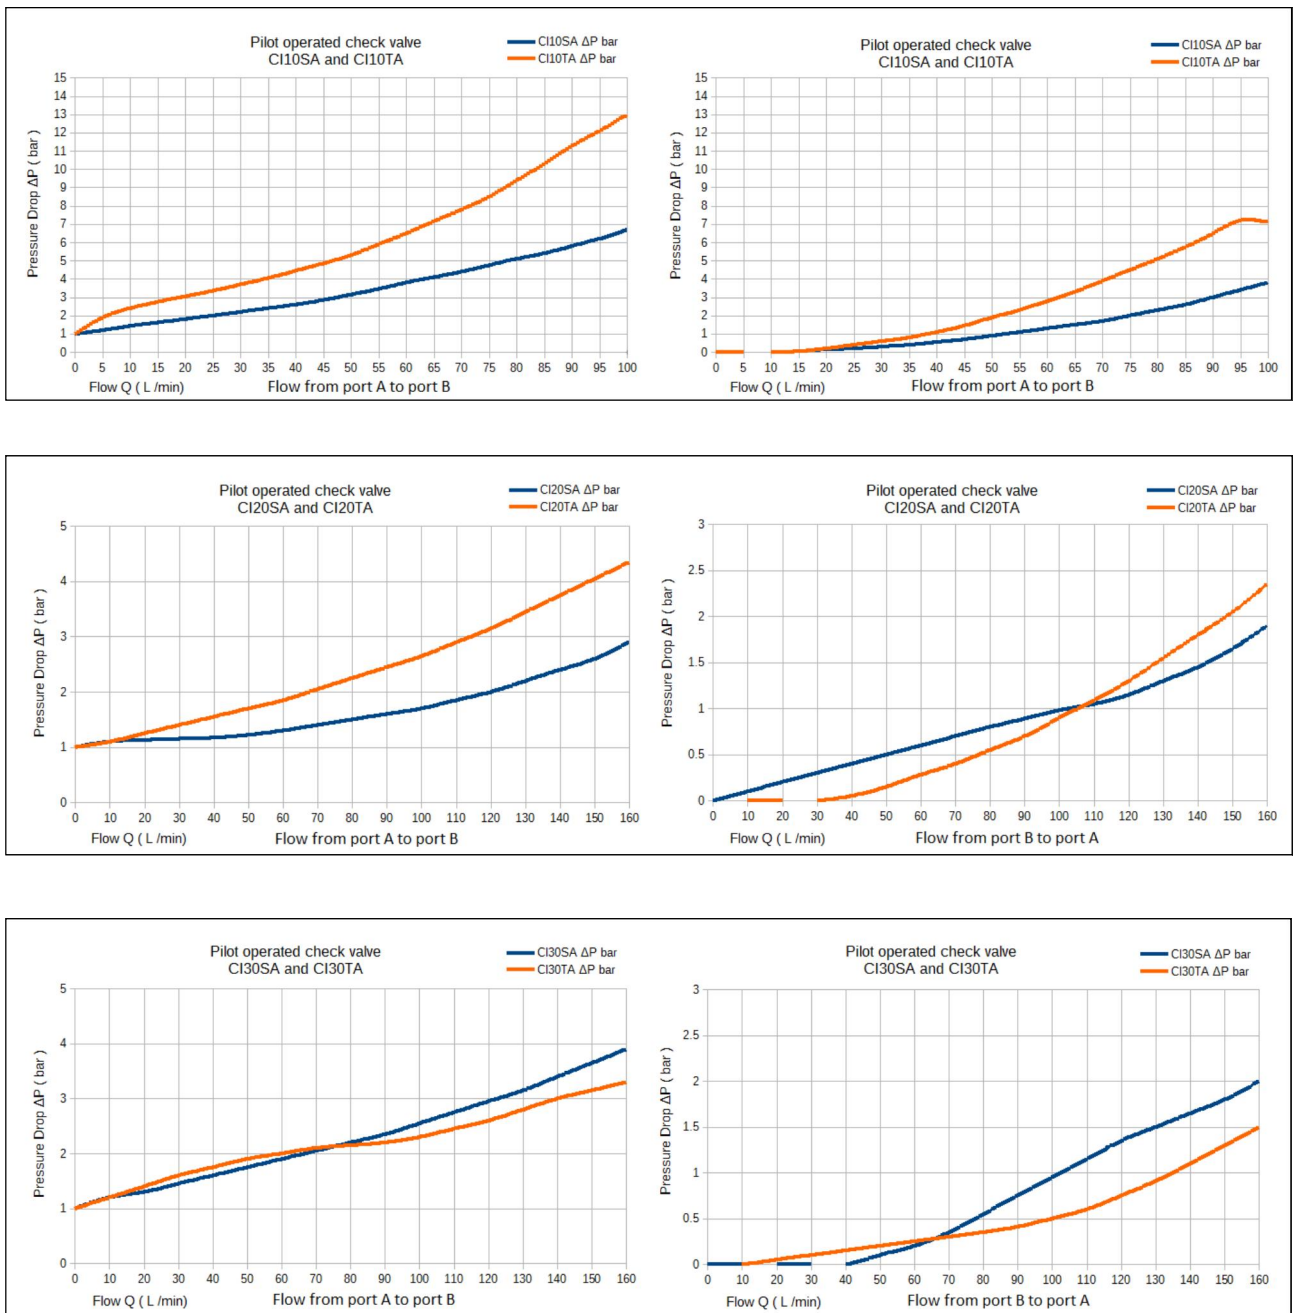 Pilot operated check valve
CI10SA and CI10TA
CI10SA ΔP bar
CI10TA ΔP bar
Pressure Drop ΔP ( bar )
15
14
13
12
11
10
9
8
7
6
5
4
3
2
1
0
0 5 10 15 20 25 30 35 40 45 50 55 60 65 70 75 80 85 90 95 100
Flow Q ( L /min)
Flow from port A to port B
Pilot operated check valve
CI10SA and CI10TA
CI10SA ΔP bar
CI10TA ΔP bar
Pressure Drop ΔP ( bar )
15
14
13
12
11
10
9
8
7
6
5
4
3
2
1
0
0 5 10 15 20 25 30 35 40 45 50 55 60 65 70 75 80 85 90 95 100
Flow Q ( L /min)
Flow from port A to port B
Pilot operated check valve
CI20SA and CI20TA
CI20SA ΔP bar
CI20TA ΔP bar
Pressure Drop ΔP ( bar )
5
4
3
2
1
0
0 10 20 30 40 50 60 70 80 90 100 110 120 130 140 150 160
Flow Q ( L /min)
Flow from port A to port B
Pilot operated check valve
CI20SA and CI20TA
CI20SA ΔP bar
CI20TA ΔP bar
Pressure Drop ΔP ( bar )
3
2.5
2
1.5
1
0.5
0
0 10 20 30 40 50 60 70 80 90 100 110 120 130 140 150 160
Flow Q ( L /min)
Flow from port B to port A
Pilot operated check valve
CI30SA and CI30TA
CI30SA ΔP bar
CI30TA ΔP bar
Pressure Drop ΔP ( bar )
5
4
3
2
1
0
0 10 20 30 40 50 60 70 80 90 100 110 120 130 140 150 160
Flow Q ( L /min)
Flow from port A to port B
Pilot operated check valve
CI30SA and CI30TA
CI30SA ΔP bar
CI30TA ΔP bar
Pressure Drop ΔP ( bar )
3
2.5
2
1.5
1
0.5
0
0 10 20 30 40 50 60 70 80 90 100 110 120 130 140 150 160
Flow Q ( L /min)
Flow from port B to port A